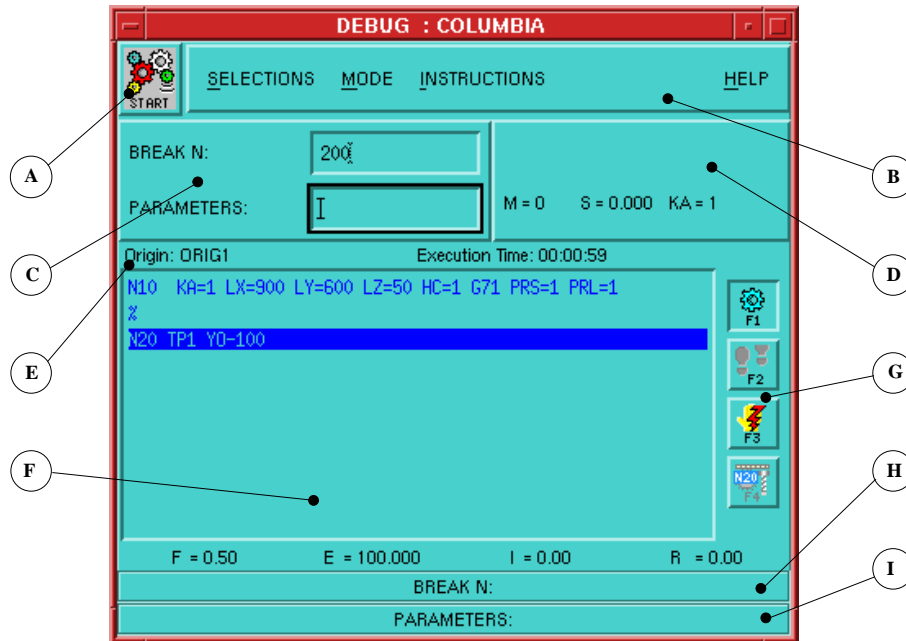 DEBUG : COLUMBIA
START
SELECTIONS MODE INSTRUCTIONS HELP
A
B
BREAK N: 200
PARAMETERS:
M = 0 S = 0.000 KA = 1
C
D
Origin: ORIG1 Execution Time: 00:00:59
N10 KA=1 LX=900 LY=600 LZ=50 HC=1 G71 PRS=1 PRL=1
%
N20 TP1 YO-100
F1
E
F2
G
F3
F
H
N20
F4
F = 0.50 E = 100.000 I = 0.00 R = 0.00
I
BREAK N:
PARAMETERS: